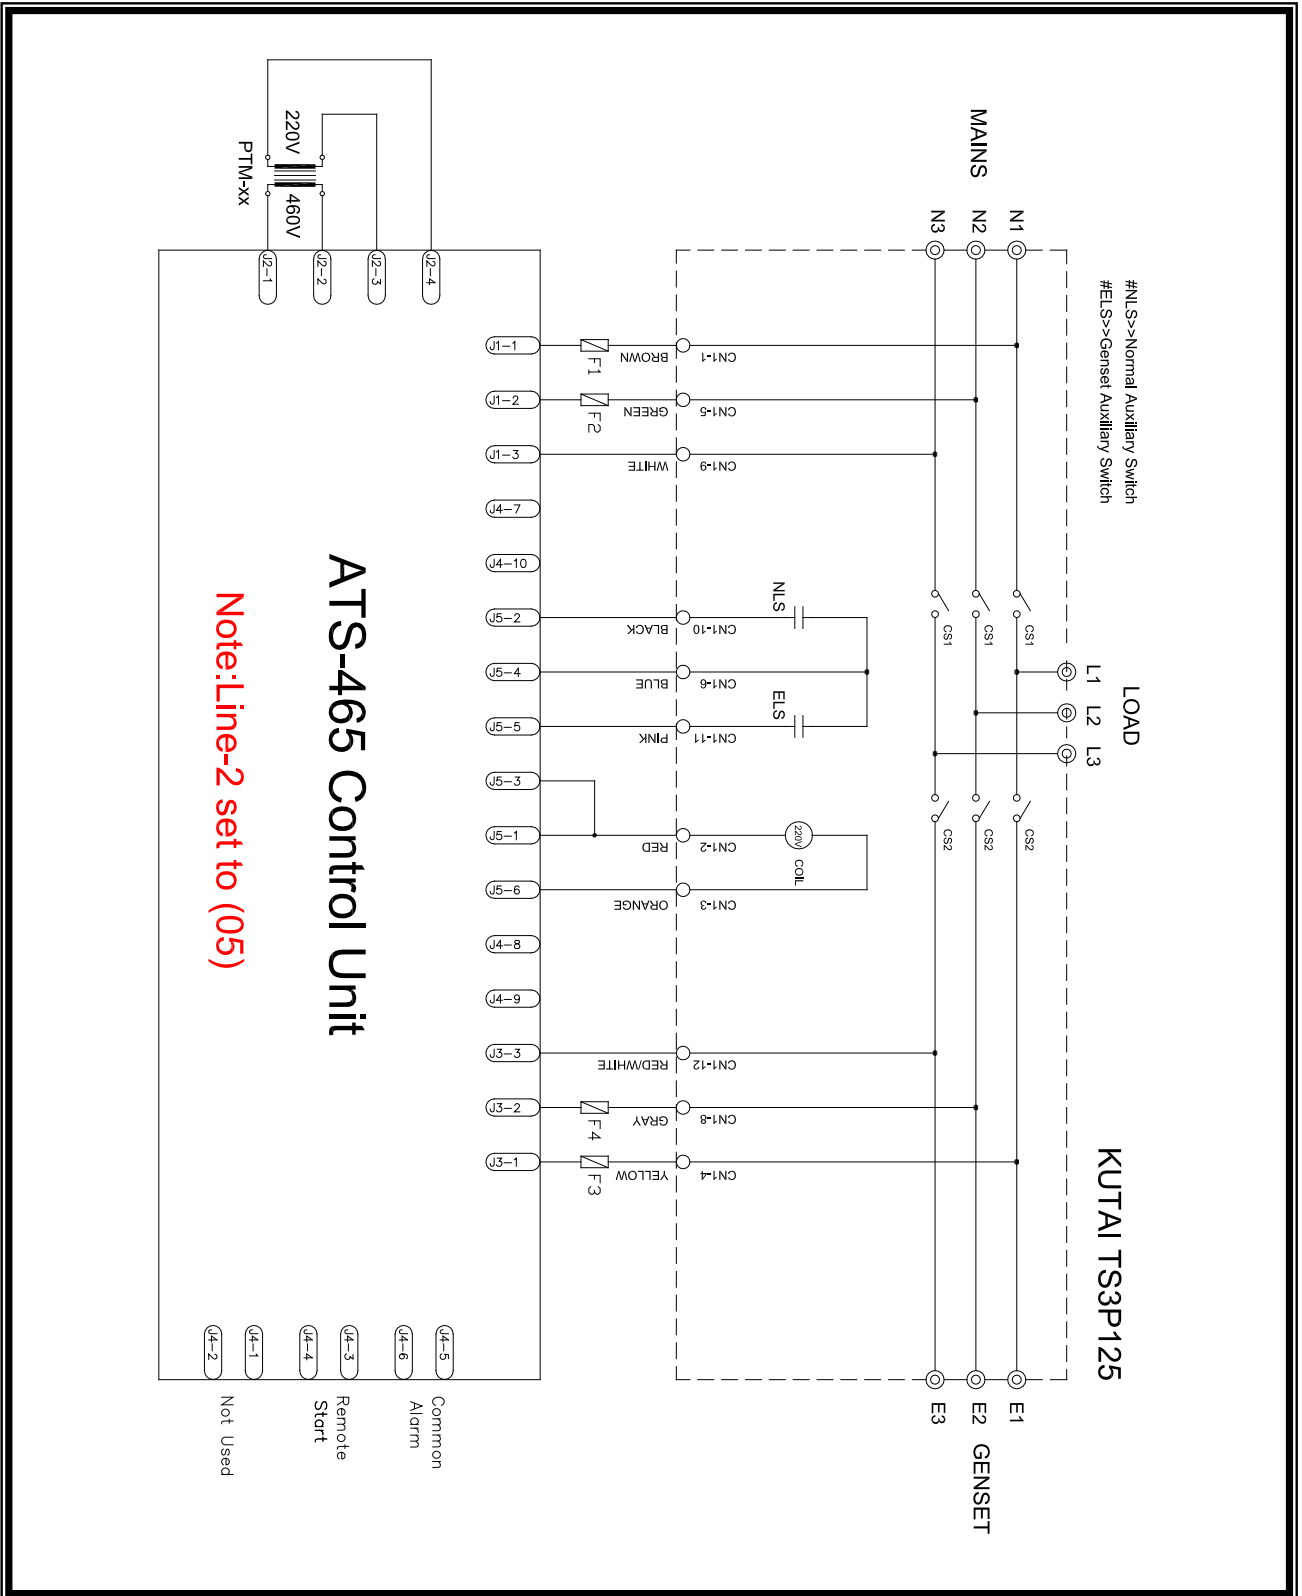 KUTAI TS3P125
LOAD
L1
L2
L3
#NLS>>Normal Auxiliary Switch
#ELS>>Genset Auxiliary Switch
MAINS
N1
N2
N3
CS1
CS1
CS1
CS2
CS2
CS2
E1
E2
E3
GENSET
NLS
ELS
220V
COIL
CN1-1
CN1-5
CN1-9
CN1-10
CN1-6
CN1-11
CN1-2
CN1-3
CN1-12
CN1-8
CN1-4
BROWN
GREEN
WHITE
BLACK
BLUE
PINK
RED
ORANGE
RED/WHITE
GRAY
YELLOW
F1
F2
F4
F3
J1-1
J1-2
J1-3
J4-7
J4-10
J5-2
J5-4
J5-5
J5-3
J5-1
J5-6
J4-8
J4-9
J3-3
J3-2
J3-1
J2-4
J2-3
J2-2
J2-1
220V
460V
PTM-xx
ATS-465 Control Unit
Note:Line-2 set to (05)
J4-5
J4-6
J4-3
J4-4
J4-1
J4-2
Common
Alarm
Remote
Start
Not Used